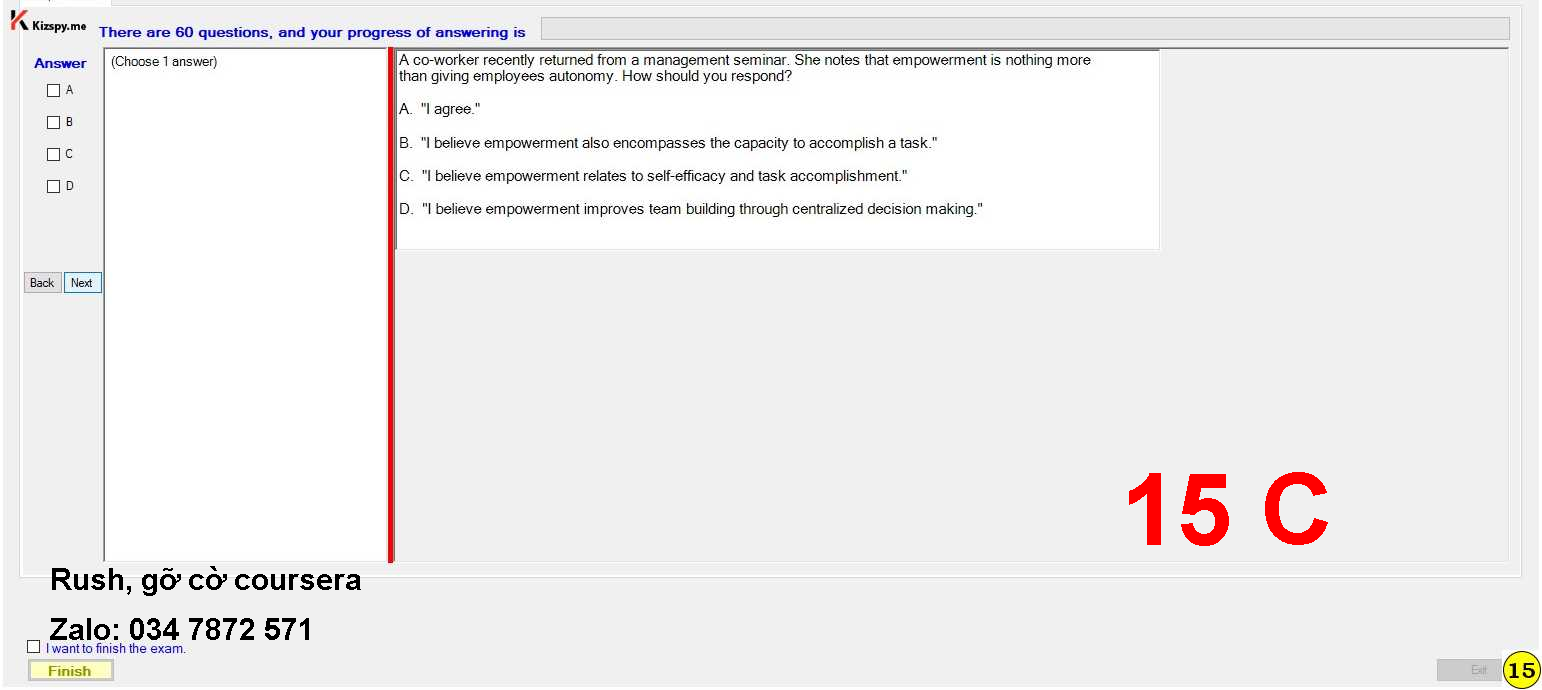 Kizspy.me
There are 60 questions, and your progress of answering is
Answer
(Choose 1 answer)
A
B
C
D
Back
Next
A co-worker recently returned from a management seminar. She notes that empowerment is nothing more
than giving employees autonomy. How should you respond?
A. "I agree."
B. "I believe empowerment also encompasses the capacity to accomplish a task."
C. "I believe empowerment relates to self-efficacy and task accomplishment."
D. "I believe empowerment improves team building through centralized decision making."
15 C
Rush, gỡ cờ coursera
Zalo: 034 7872 571
I want to finish the exam.
Finish
Exit
15